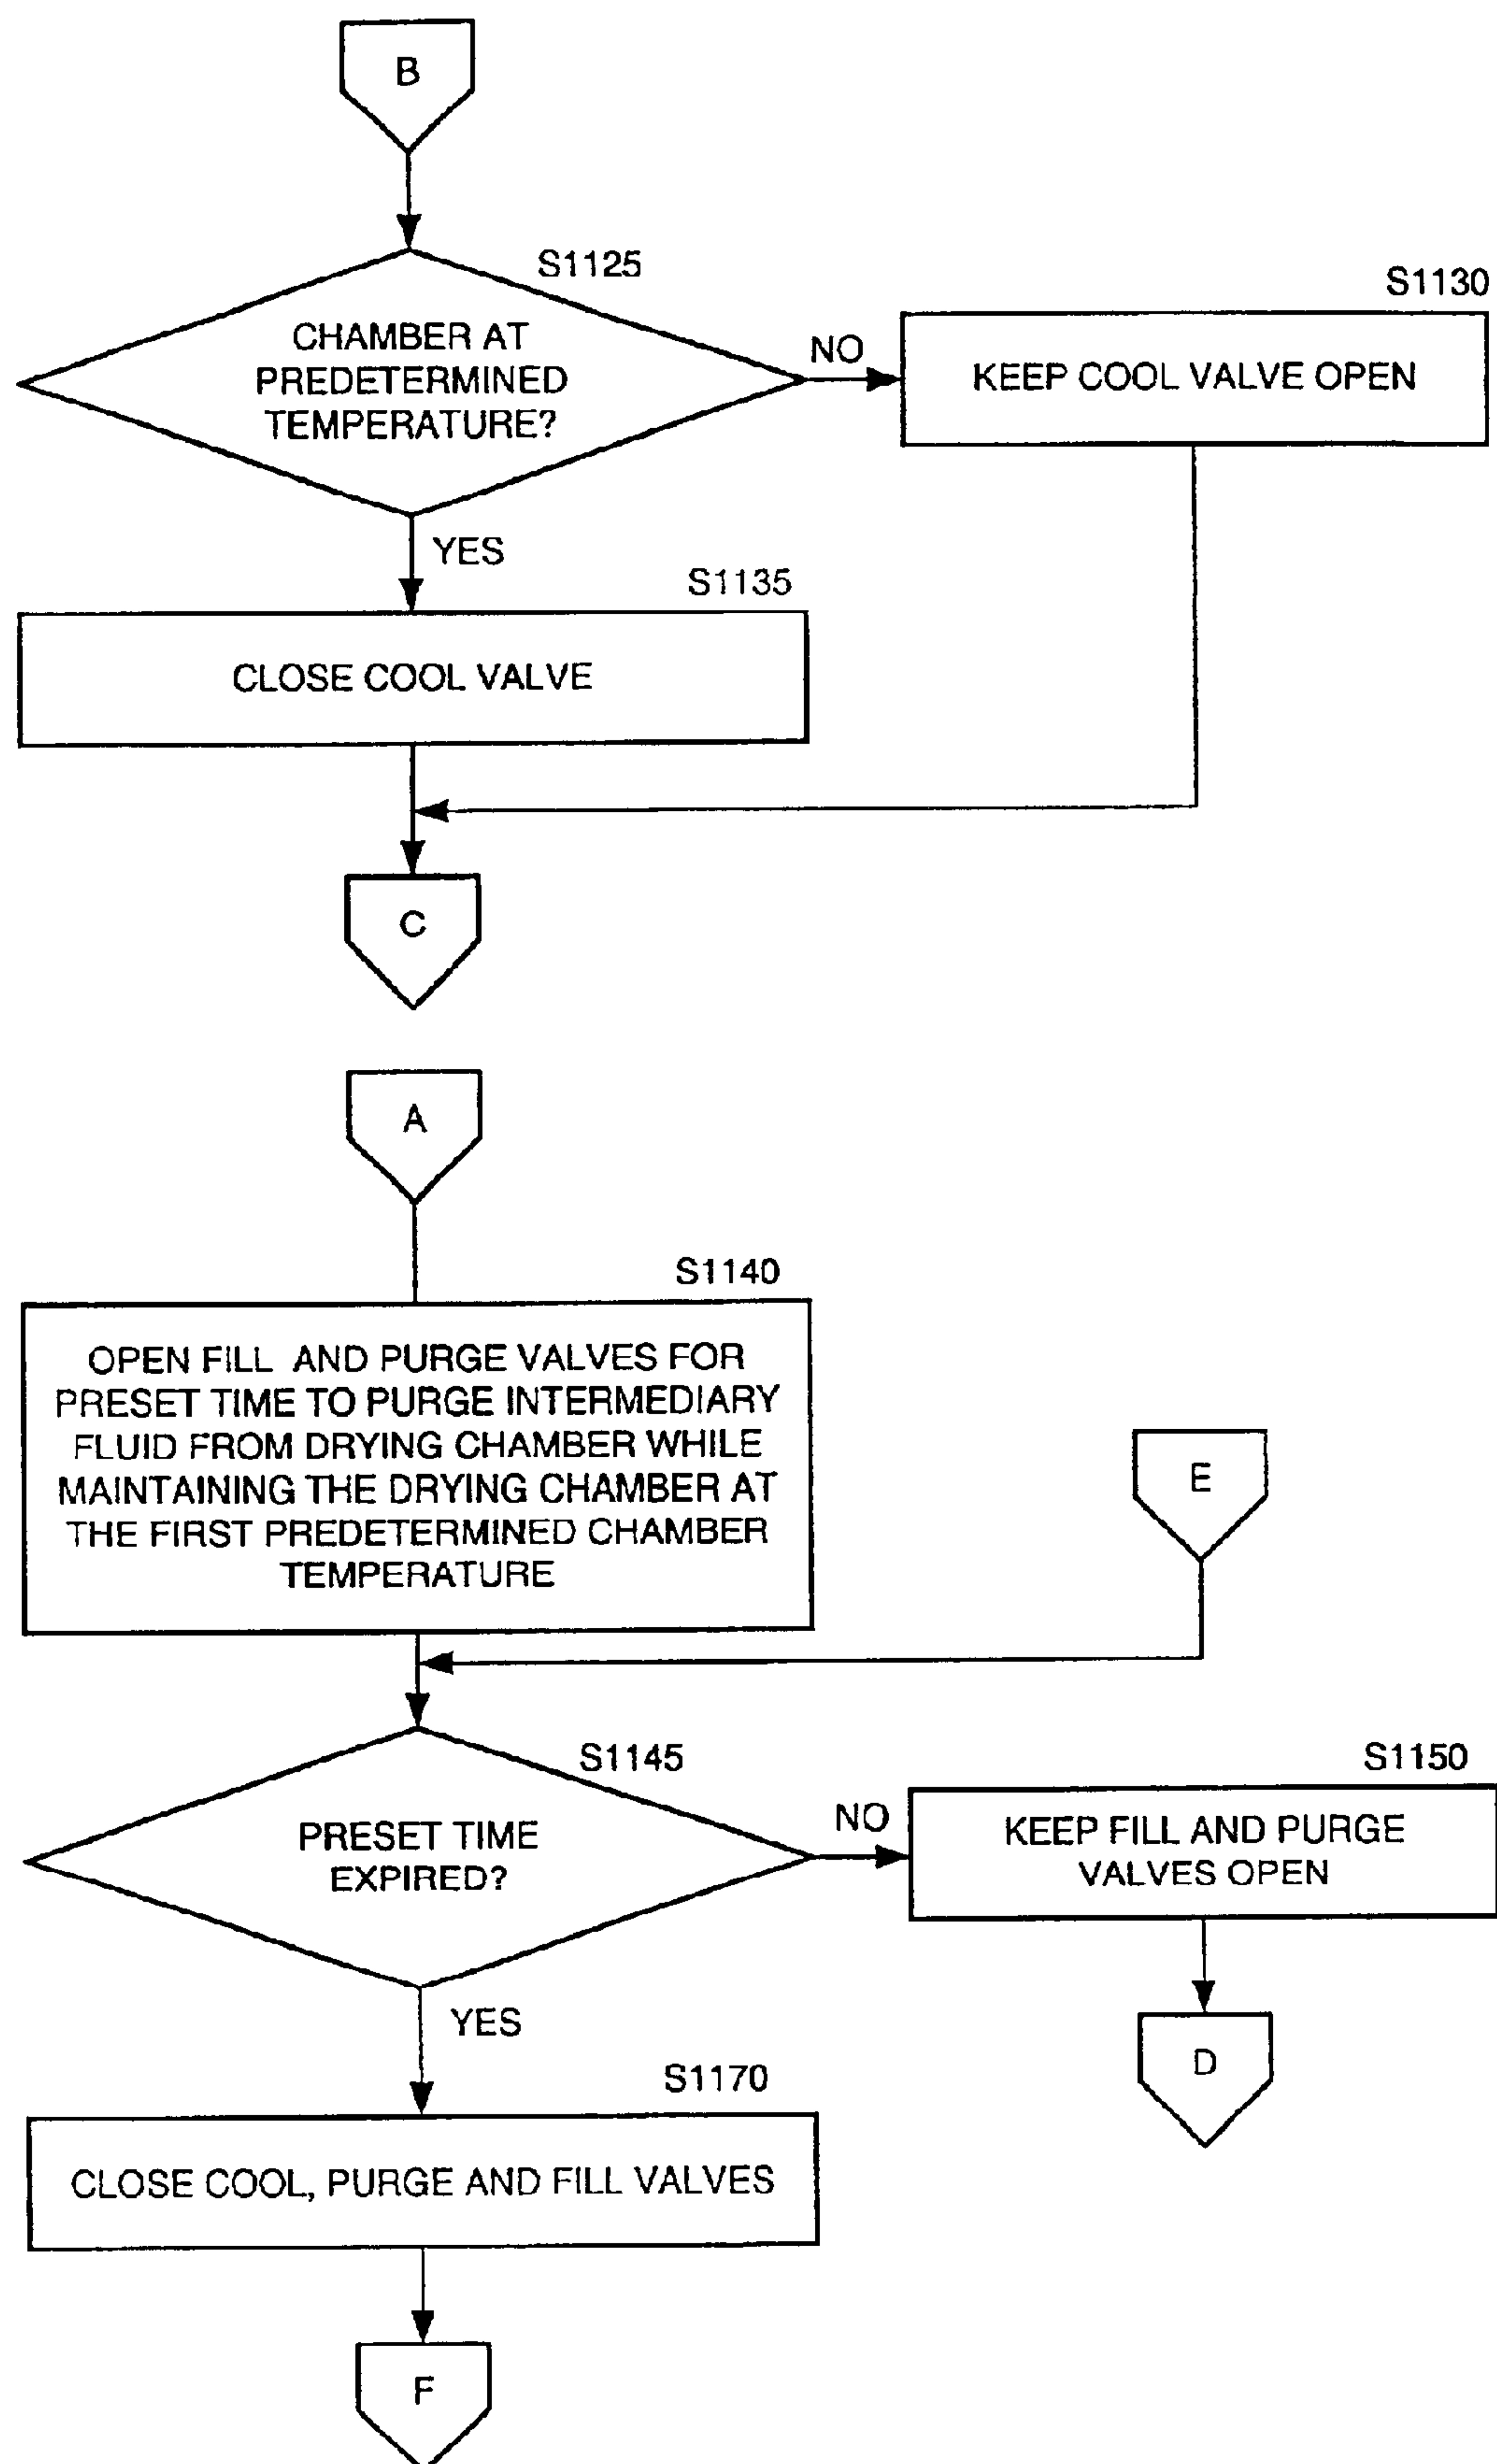 B
S1125
CHAMBER AT
PREDETERMINED
TEMPERATURE?
NO
S1130
KEEP COOL VALVE OPEN
YES
S1135
CLOSE COOL VALVE
C
A
S1140
OPEN FILL AND PURGE VALVES FOR
PRESET TIME TO PURGE INTERMEDIARY
FLUID FROM DRYING CHAMBER WHILE
MAINTAINING THE DRYING CHAMBER AT
THE FIRST PREDETERMINED CHAMBER
TEMPERATURE
E
S1145
PRESET TIME
EXPIRED?
NO
S1150
KEEP FILL AND PURGE
VALVES OPEN
D
YES
S1170
CLOSE COOL, PURGE AND FILL VALVES
F